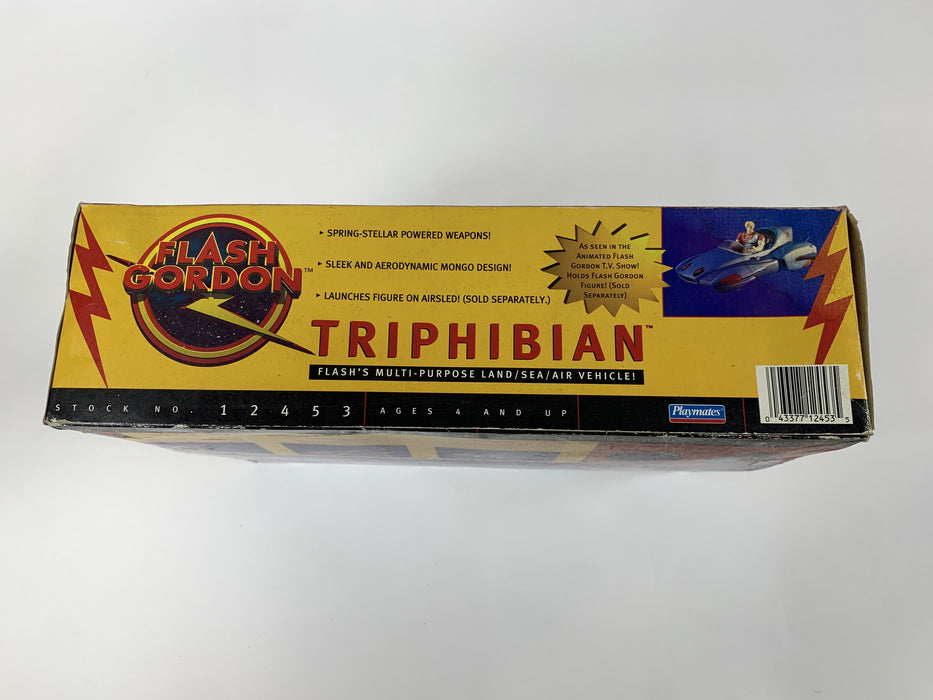 FLASH
GORDON™
▸ SPRING-STELLAR POWERED WEAPONS!
▸ SLEEK AND AERODYNAMIC MONGO DESIGN!
▸ LAUNCHES FIGURE ON AIRSLED! (SOLD SEPARATELY.)
AS SEEN IN THE
ANIMATED FLASH
GORDON T.V. SHOW!
HOLDS FLASH GORDON
FIGURE! (SOLD
SEPARATELY)
TRIPHIBIAN™
FLASH'S MULTI-PURPOSE LAND/SEA/AIR VEHICLE!
STOCK NO. 12453
AGES 4 AND UP
Playmates®
0 43377 12453 5